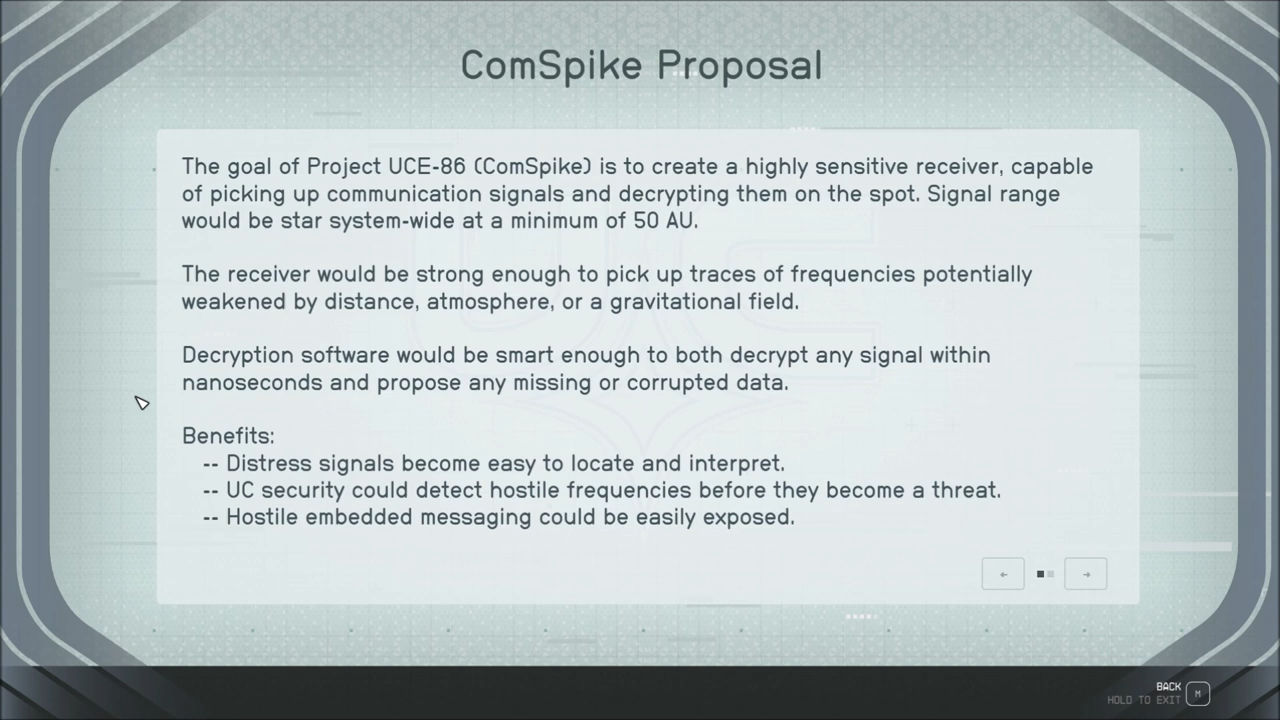 ComSpike Proposal
The goal of Project UCE-86 (ComSpike) is to create a highly sensitive receiver, capable
of picking up communication signals and decrypting them on the spot. Signal range
would be star system-wide at a minimum of 50 AU.
The receiver would be strong enough to pick up traces of frequencies potentially
weakened by distance, atmosphere, or a gravitational field.
Decryption software would be smart enough to both decrypt any signal within
nanoseconds and propose any missing or corrupted data.
Benefits:
-- Distress signals become easy to locate and interpret.
-- UC security could detect hostile frequencies before they become a threat.
-- Hostile embedded messaging could be easily exposed.
BACK
HOLD TO EXIT
M